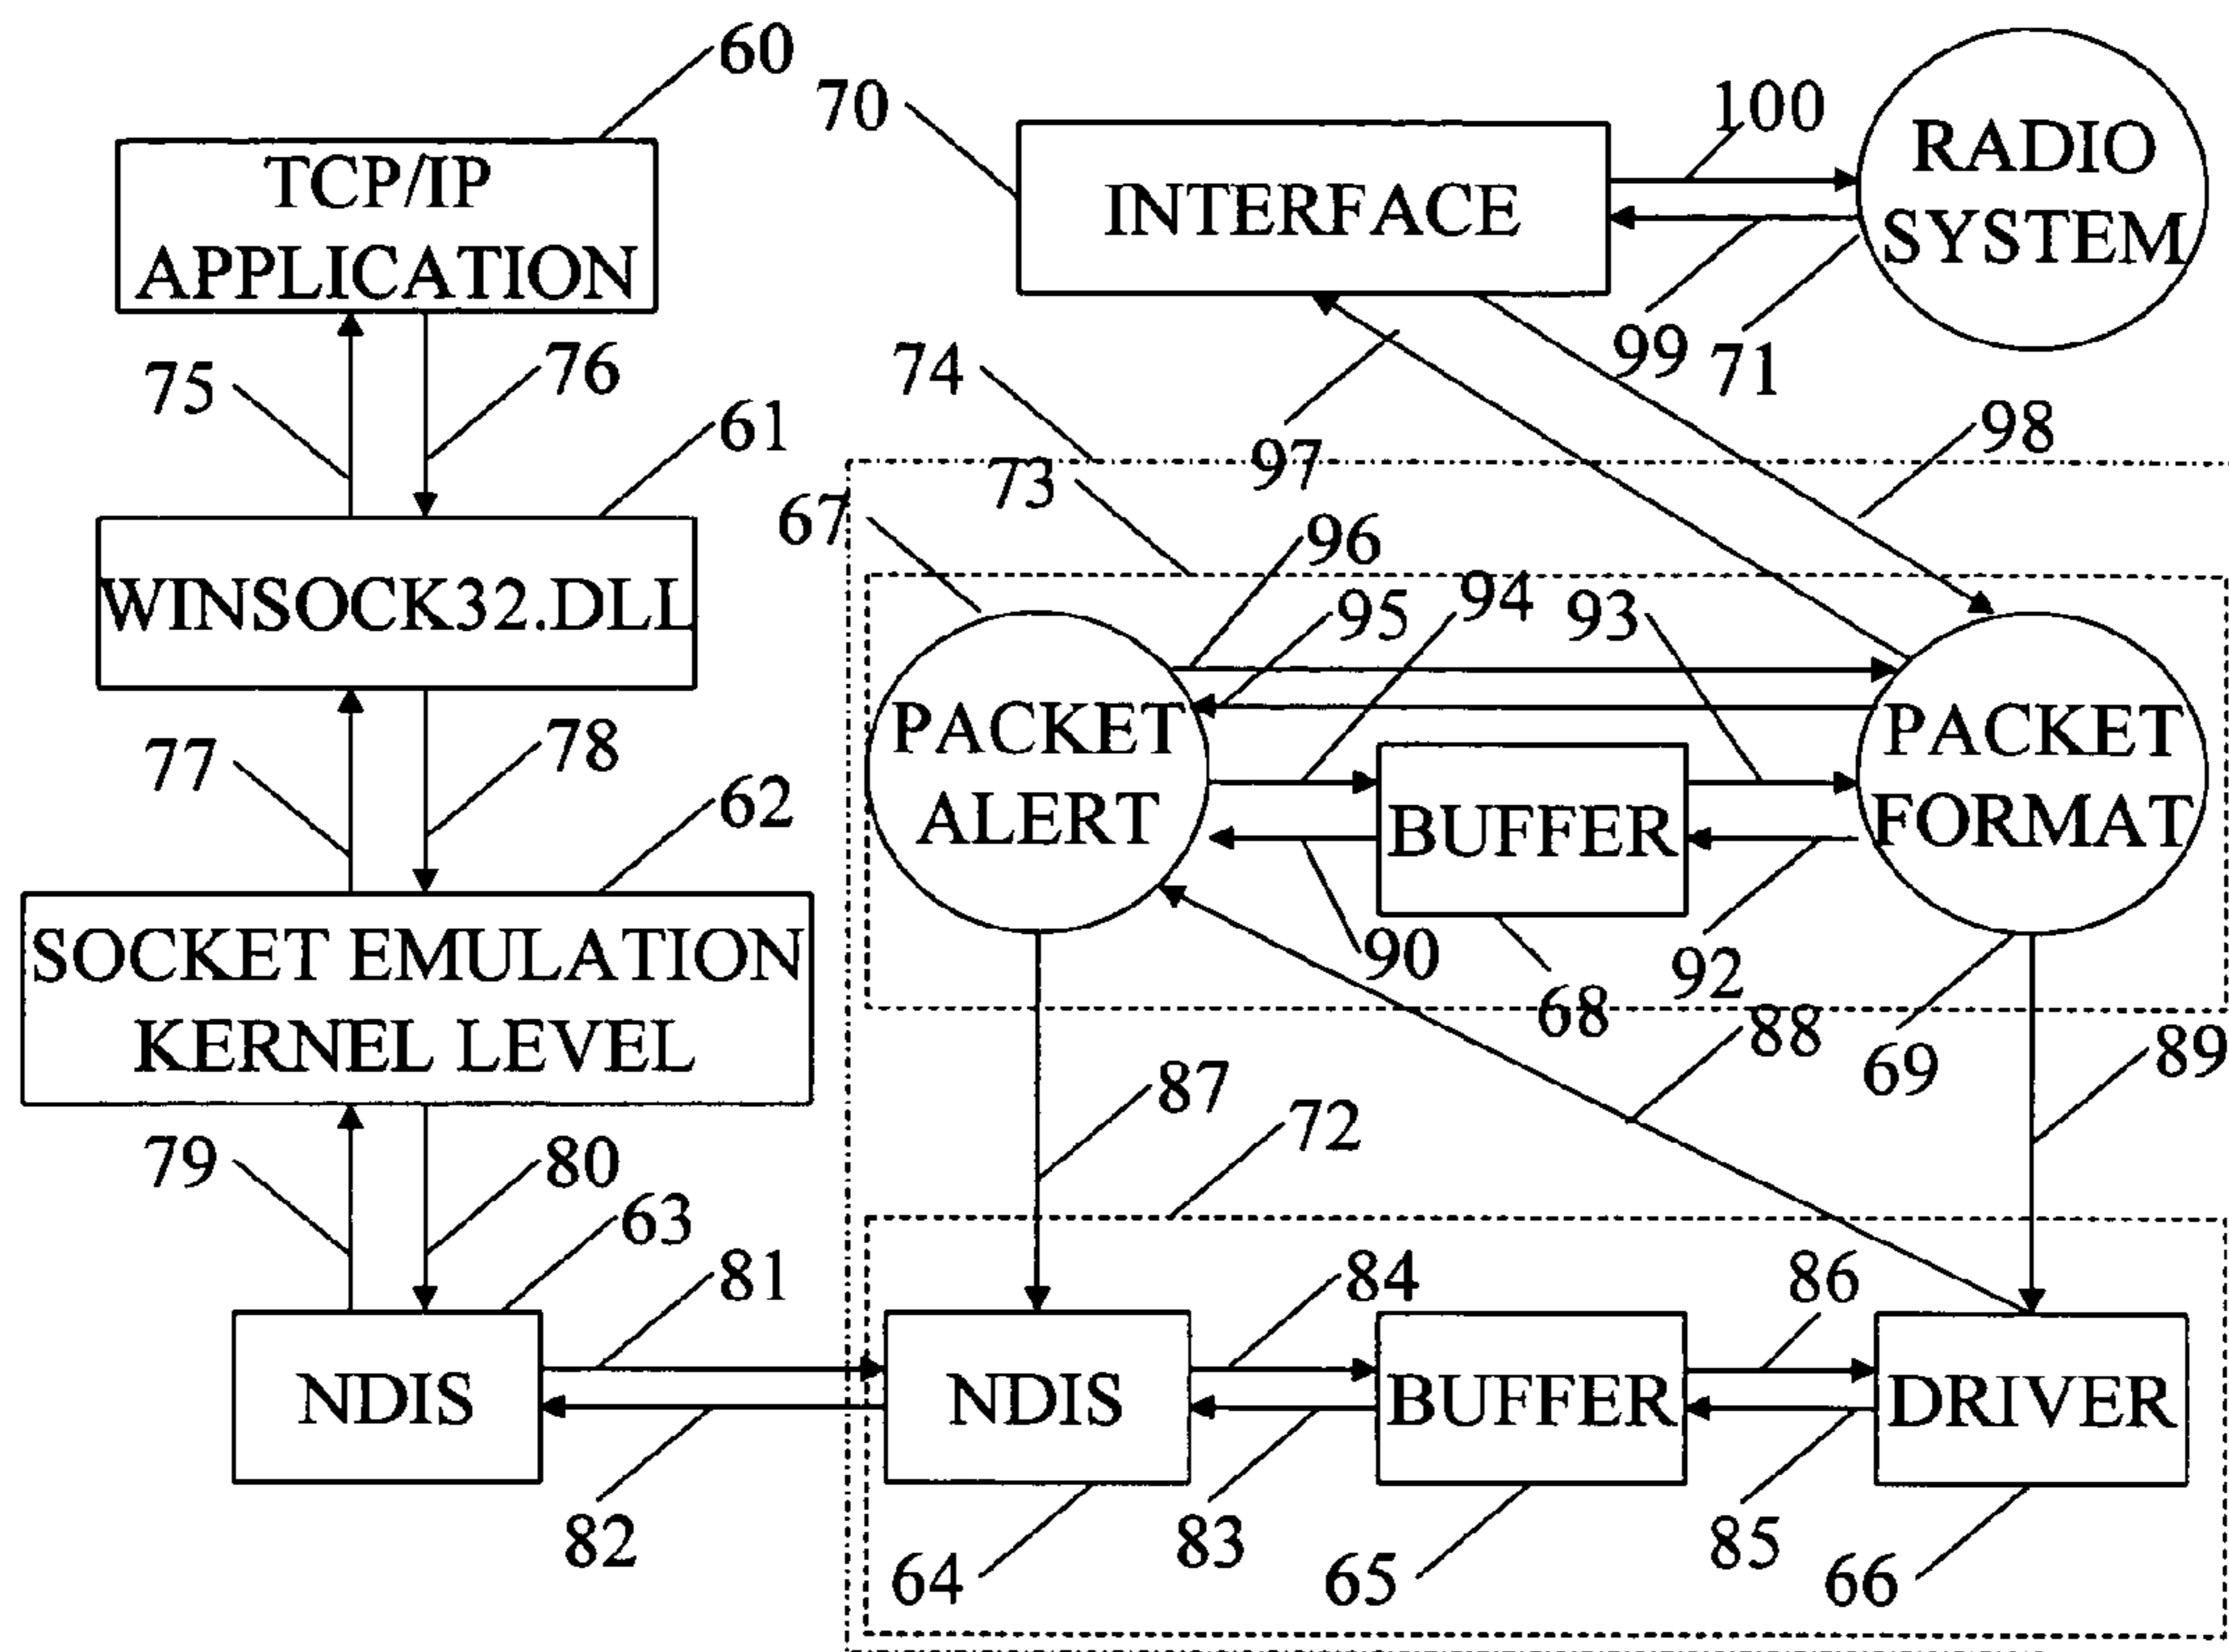 60
70
100
TCP/IP
APPLICATION
INTERFACE
RADIO
SYSTEM
75
76
74
99
71
61
97
98
73
67
96
WINSOCK32.DLL
95
94
93
77
78
PACKET
ALERT
PACKET
FORMAT
62
BUFFER
SOCKET EMULATION
KERNEL LEVEL
90
92
68
88
69
89
87
72
79
80
63
81
84
86
NDIS
NDIS
BUFFER
DRIVER
82
83
85
64
65
66